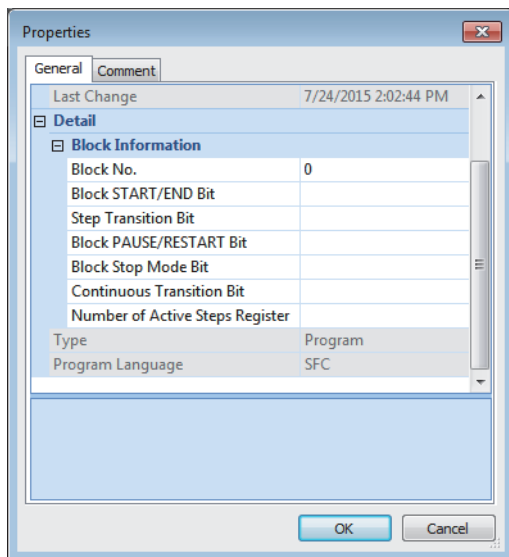 Properties
General Comment
Last Change 7/24/2015 2:02:44 PM
Detail
Block Information
Block No. 0
Block START/END Bit
Step Transition Bit
Block PAUSE/RESTART Bit
Block Stop Mode Bit
Continuous Transition Bit
Number of Active Steps Register
Type Program
Program Language SFC
OK Cancel